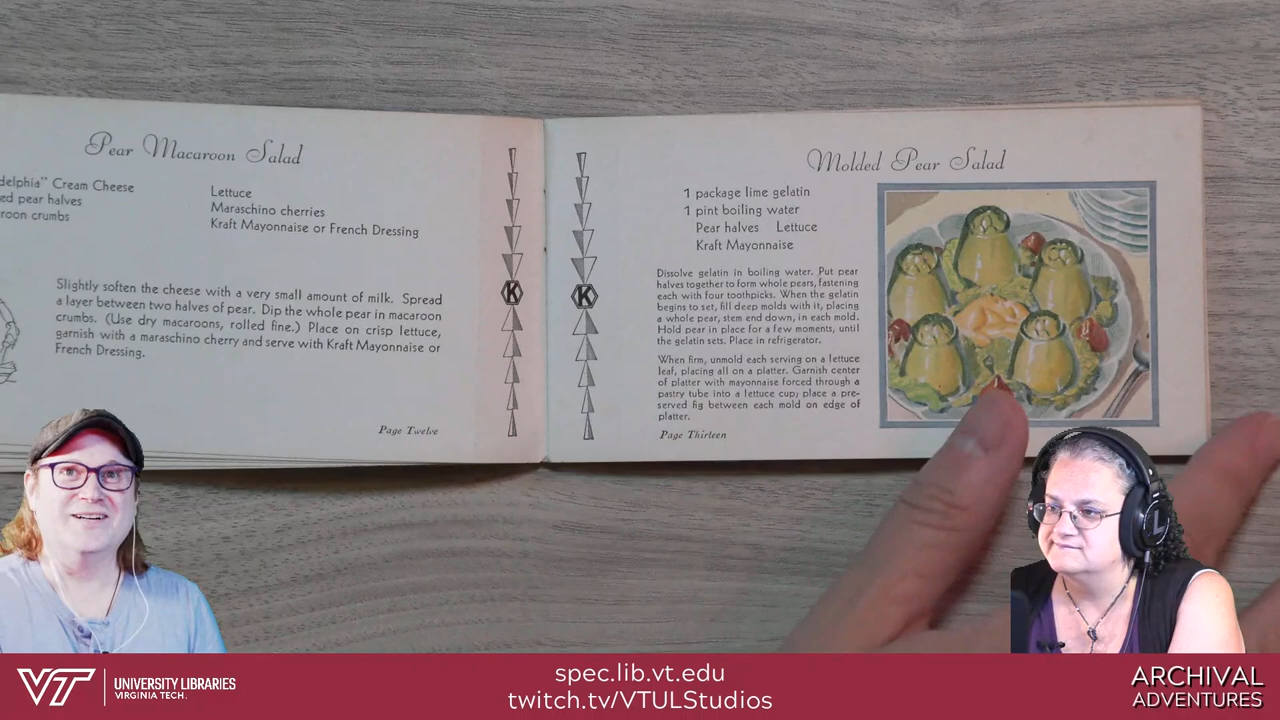 Pear Macaroon Salad
delphia" Cream Cheese
ed pear halves
roon crumbs
Lettuce
Maraschino cherries
Kraft Mayonnaise or French Dressing
Slightly soften the cheese with a very small amount of milk. Spread
a layer between two halves of pear. Dip the whole pear in macaroon
crumbs. (Use dry macaroons, rolled fine.) Place on crisp lettuce,
garnish with a maraschino cherry and serve with Kraft Mayonnaise or
French Dressing.
Page Twelve
K
K
Molded Pear Salad
1 package lime gelatin
1 pint boiling water
Pear halves Lettuce
Kraft Mayonnaise
Dissolve gelatin in boiling water. Put pear
halves together to form whole pears, fastening
each with four toothpicks. When the gelatin
begins to set, fill deep molds with it, placing
a whole pear, stem end down, in each mold.
Hold pear in place for a few moments, until
the gelatin sets. Place in refrigerator.
When firm, unmold each serving on a lettuce
leaf, placing all on a platter. Garnish center
of platter with mayonnaise forced through a
pastry tube into a lettuce cup; place a pre-
served fig between each mold on edge of
platter.
Page Thirteen
L
VT UNIVERSITY LIBRARIES
VIRGINIA TECH.
spec.lib.vt.edu
twitch.tv/VTULStudios
ARCHIVAL
ADVENTURES